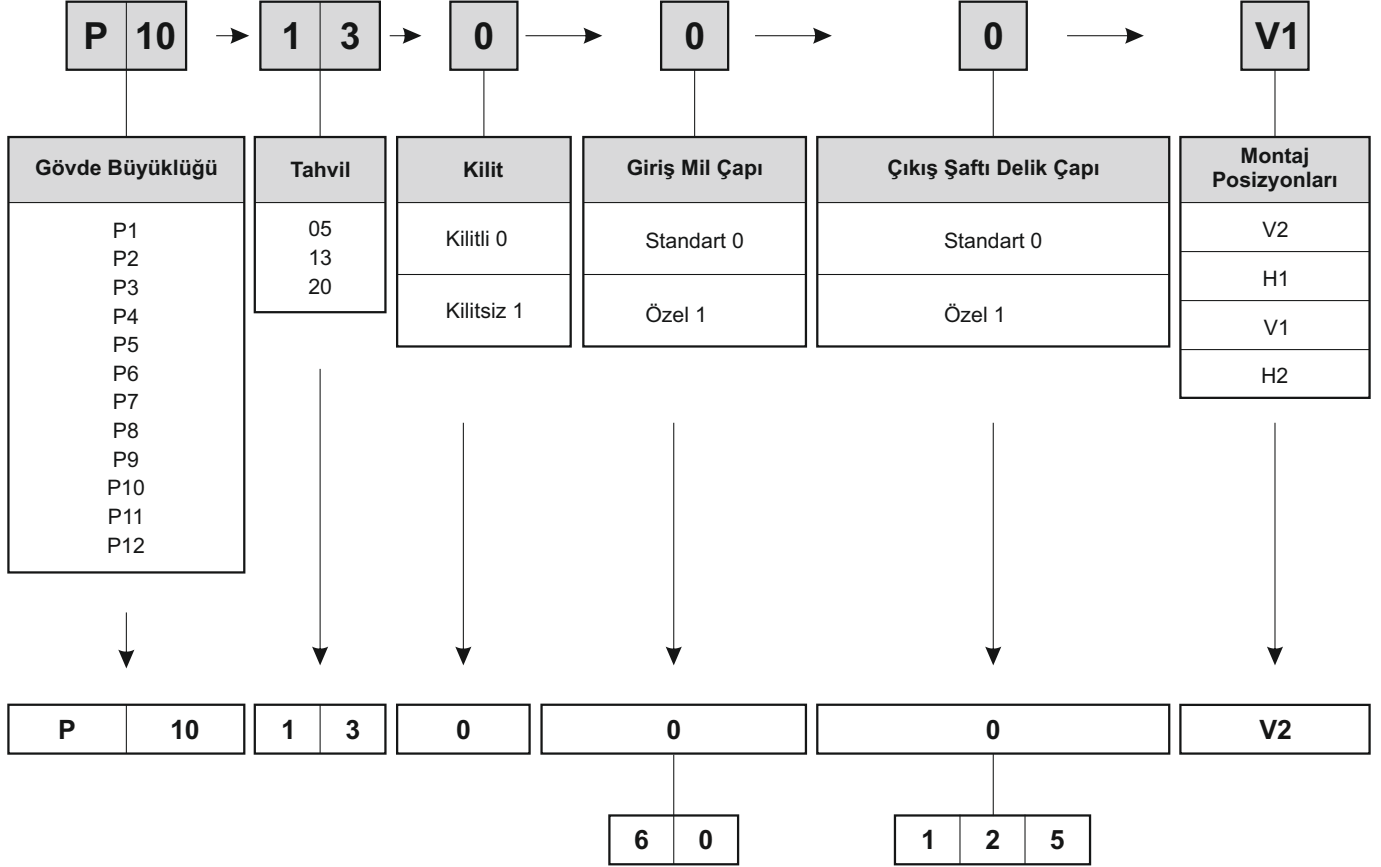 P 10 1 3 0 0 0 V1
Gövde Büyüklüğü
P1
P2
P3
P4
P5
P6
P7
P8
P9
P10
P11
P12
Tahvil
05
13
20
Kilit
Kilitli 0
Kilitsiz 1
Giriş Mil Çapı
Standart 0
Özel 1
Çıkış Şaftı Delik Çapı
Standart 0
Özel 1
Montaj
Posizyonları
V2
H1
V1
H2
P 10 1 3 0 0 0 V2
6 0 1 2 5